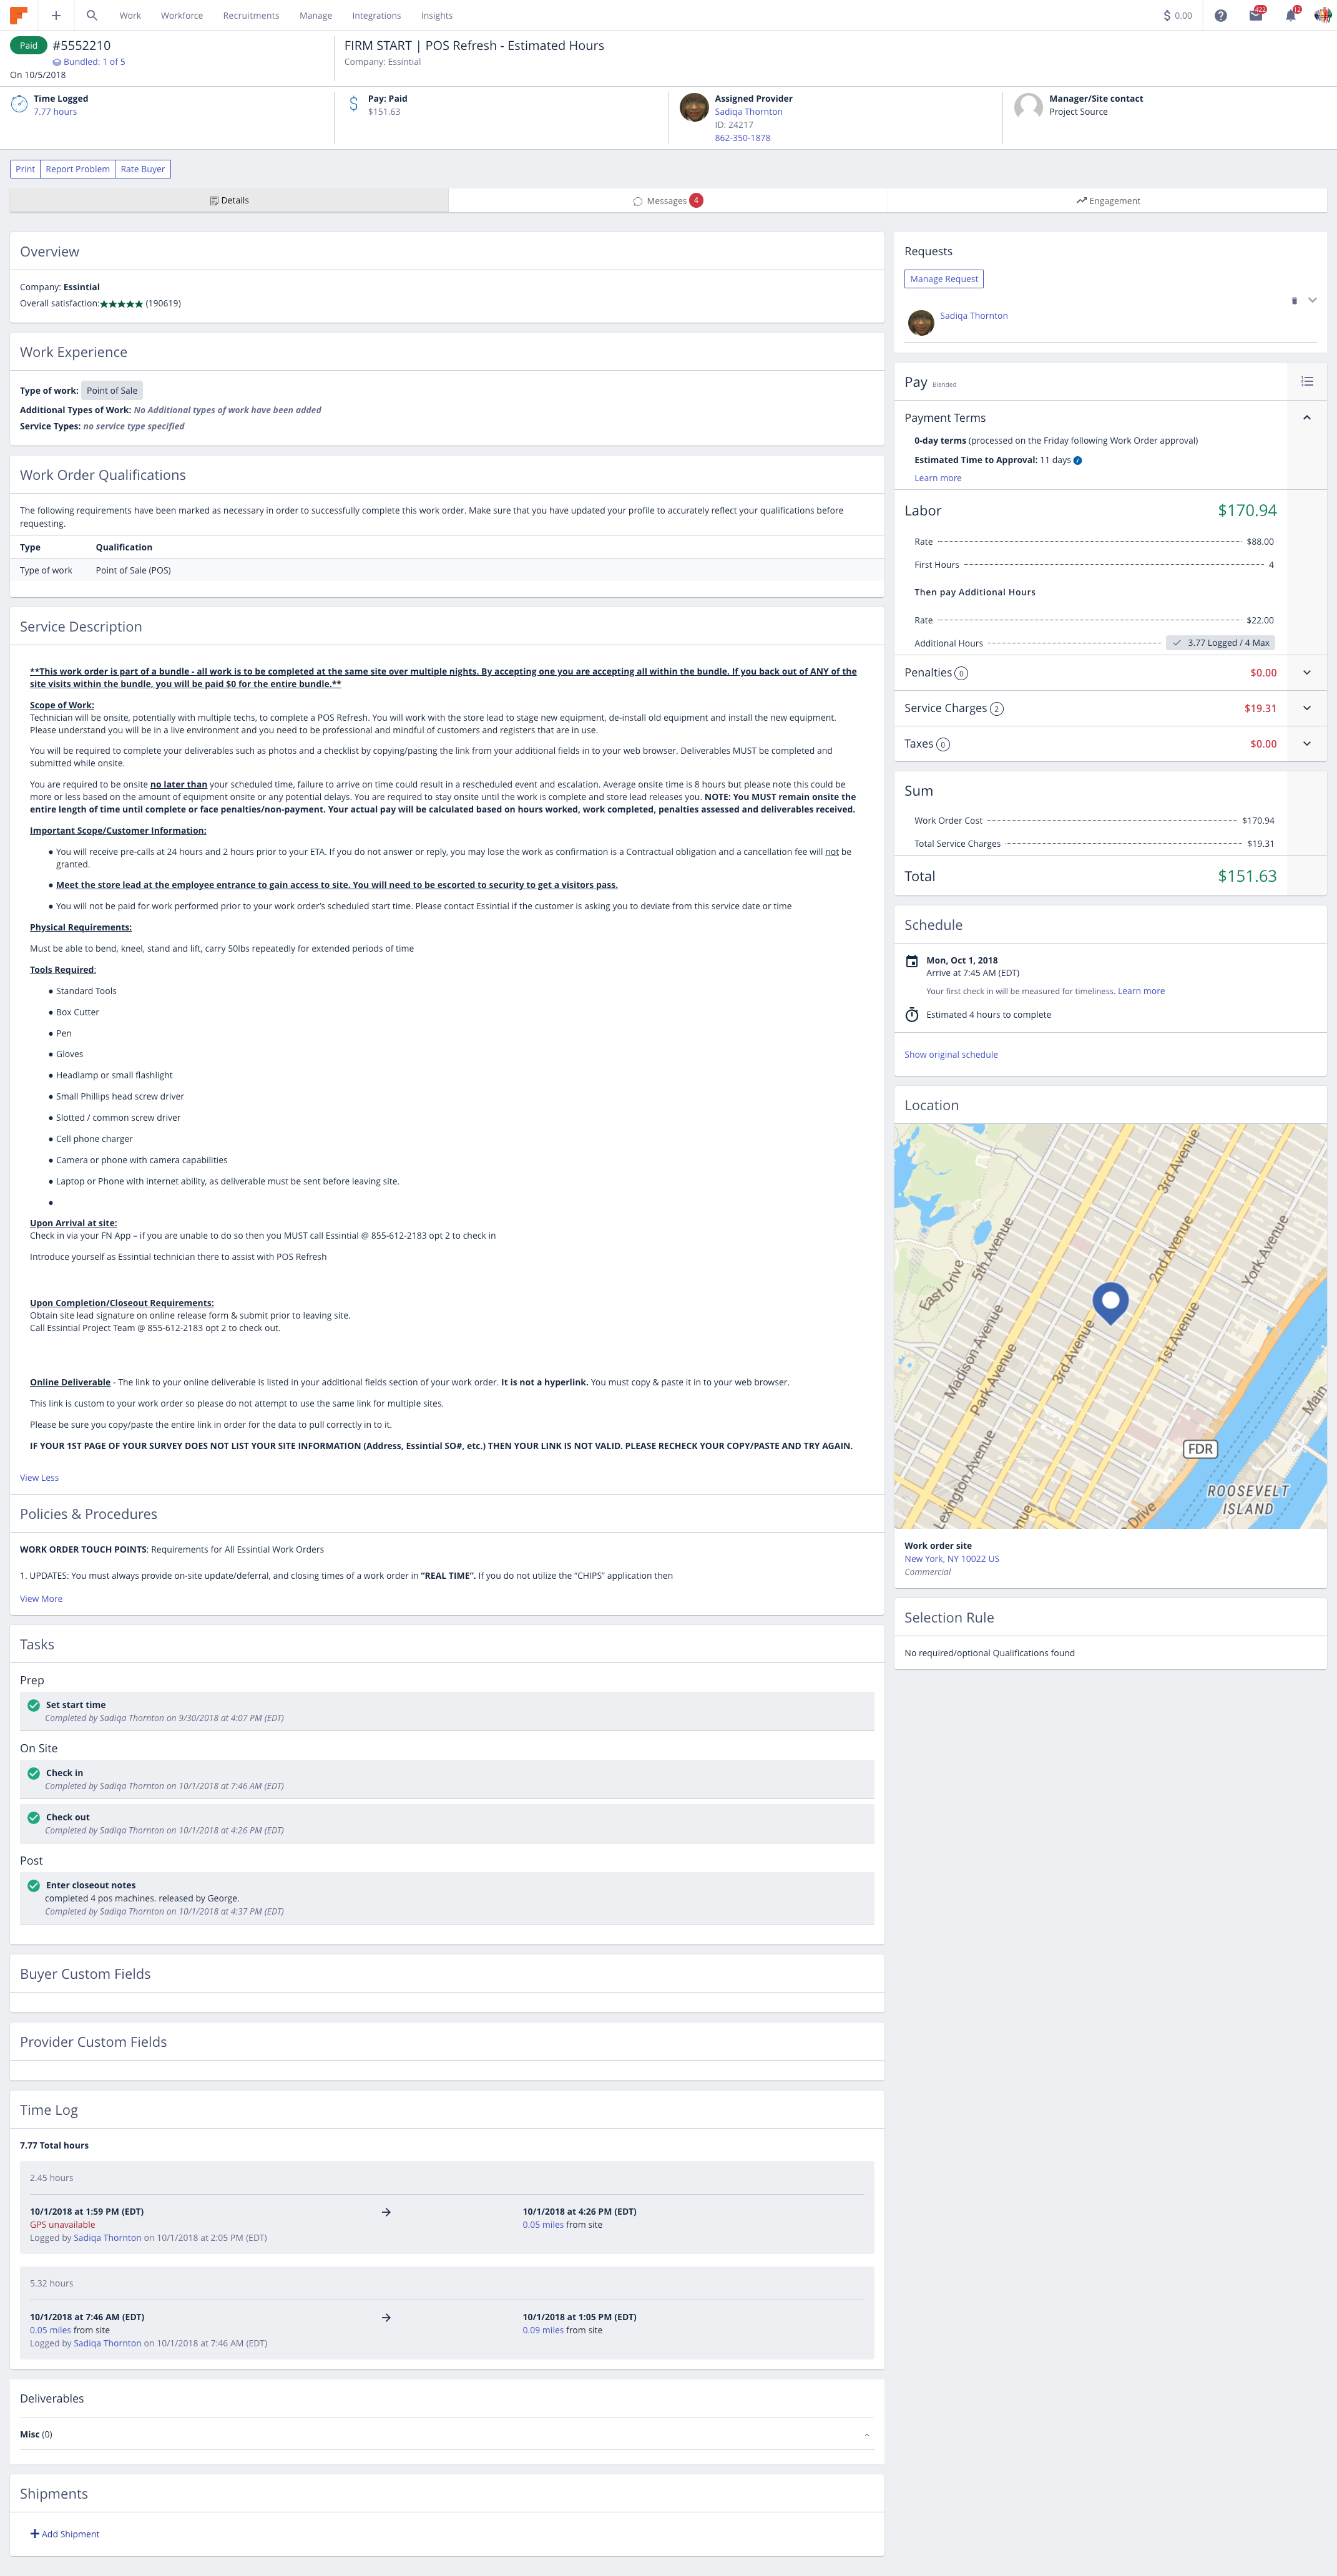 Work Workforce Recruitments Manage Integrations Insights 0.00 422 12
Paid #5552210
Bundled: 1 of 5
On 10/5/2018
FIRM START | POS Refresh - Estimated Hours
Company: Essintial
Time Logged
7.77 hours
Pay: Paid
$151.63
Assigned Provider
Sadiqa Thornton
ID: 24217
862-350-1878
Manager/Site contact
Project Source
Print Report Problem Rate Buyer
Details Messages 4 Engagement
Overview
Company: Essintial
Overall satisfaction:★★★★★ (190619)
Work Experience
Type of work: Point of Sale
Additional Types of Work: No Additional types of work have been added
Service Types: no service type specified
Work Order Qualifications
The following requirements have been marked as necessary in order to successfully complete this work order. Make sure that you have updated your profile to accurately reflect your qualifications before
requesting.
Type Qualification
Type of work Point of Sale (POS)
Service Description
**This work order is part of a bundle - all work is to be completed at the same site over multiple nights. By accepting one you are accepting all within the bundle. If you back out of ANY of the
site visits within the bundle, you will be paid $0 for the entire bundle.**
Scope of Work:
Technician will be onsite, potentially with multiple techs, to complete a POS Refresh. You will work with the store lead to stage new equipment, de-install old equipment and install the new equipment.
Please understand you will be in a live environment and you need to be professional and mindful of customers and registers that are in use.
You will be required to complete your deliverables such as photos and a checklist by copying/pasting the link from your additional fields in to your web browser. Deliverables MUST be completed and
submitted while onsite.
You are required to be onsite no later than your scheduled time, failure to arrive on time could result in a rescheduled event and escalation. Average onsite time is 8 hours but please note this could be
more or less based on the amount of equipment onsite or any potential delays. You are required to stay onsite until the work is complete and store lead releases you. NOTE: You MUST remain onsite the
entire length of time until complete or face penalties/non-payment. Your actual pay will be calculated based on hours worked, work completed, penalties assessed and deliverables received.
Important Scope/Customer Information:
● You will receive pre-calls at 24 hours and 2 hours prior to your ETA. If you do not answer or reply, you may lose the work as confirmation is a Contractual obligation and a cancellation fee will not be
granted.
● Meet the store lead at the employee entrance to gain access to site. You will need to be escorted to security to get a visitors pass.
● You will not be paid for work performed prior to your work order's scheduled start time. Please contact Essintial if the customer is asking you to deviate from this service date or time
Physical Requirements:
Must be able to bend, kneel, stand and lift, carry 50lbs repeatedly for extended periods of time
Tools Required:
● Standard Tools
● Box Cutter
● Pen
● Gloves
● Headlamp or small flashlight
● Small Phillips head screw driver
● Slotted / common screw driver
● Cell phone charger
● Camera or phone with camera capabilities
● Laptop or Phone with internet ability, as deliverable must be sent before leaving site.
●
Upon Arrival at site:
Check in via your FN App – if you are unable to do so then you MUST call Essintial @ 855-612-2183 opt 2 to check in
Introduce yourself as Essintial technician there to assist with POS Refresh
Upon Completion/Closeout Requirements:
Obtain site lead signature on online release form & submit prior to leaving site.
Call Essintial Project Team @ 855-612-2183 opt 2 to check out.
Online Deliverable - The link to your online deliverable is listed in your additional fields section of your work order. It is not a hyperlink. You must copy & paste it in to your web browser.
This link is custom to your work order so please do not attempt to use the same link for multiple sites.
Please be sure you copy/paste the entire link in order for the data to pull correctly in to it.
IF YOUR 1ST PAGE OF YOUR SURVEY DOES NOT LIST YOUR SITE INFORMATION (Address, Essintial SO#, etc.) THEN YOUR LINK IS NOT VALID. PLEASE RECHECK YOUR COPY/PASTE AND TRY AGAIN.
View Less
Policies & Procedures
WORK ORDER TOUCH POINTS: Requirements for All Essintial Work Orders
1. UPDATES: You must always provide on-site update/deferral, and closing times of a work order in "REAL TIME". If you do not utilize the "CHIPS" application then
View More
Tasks
Prep
Set start time
Completed by Sadiqa Thornton on 9/30/2018 at 4:07 PM (EDT)
On Site
Check in
Completed by Sadiqa Thornton on 10/1/2018 at 7:46 AM (EDT)
Check out
Completed by Sadiqa Thornton on 10/1/2018 at 4:26 PM (EDT)
Post
Enter closeout notes
completed 4 pos machines. released by George.
Completed by Sadiqa Thornton on 10/1/2018 at 4:37 PM (EDT)
Buyer Custom Fields
Provider Custom Fields
Time Log
7.77 Total hours
2.45 hours
10/1/2018 at 1:59 PM (EDT) → 10/1/2018 at 4:26 PM (EDT)
GPS unavailable 0.05 miles from site
Logged by Sadiqa Thornton on 10/1/2018 at 2:05 PM (EDT)
5.32 hours
10/1/2018 at 7:46 AM (EDT) → 10/1/2018 at 1:05 PM (EDT)
0.05 miles from site 0.09 miles from site
Logged by Sadiqa Thornton on 10/1/2018 at 7:46 AM (EDT)
Deliverables
Misc (0)
Shipments
+ Add Shipment
Requests
Manage Request
Sadiqa Thornton
Pay Blended
Payment Terms
0-day terms (processed on the Friday following Work Order approval)
Estimated Time to Approval: 11 days
Learn more
Labor $170.94
Rate $88.00
First Hours 4
Then pay Additional Hours
Rate $22.00
Additional Hours 3.77 Logged / 4 Max
Penalties 0 $0.00
Service Charges 2 $19.31
Taxes 0 $0.00
Sum
Work Order Cost $170.94
Total Service Charges $19.31
Total $151.63
Schedule
Mon, Oct 1, 2018
Arrive at 7:45 AM (EDT)
Your first check in will be measured for timeliness. Learn more
Estimated 4 hours to complete
Show original schedule
Location
3rd Avenue
5th Avenue
2nd Avenue
York Avenue
East Drive
Madison Avenue
Park Avenue
3rd Avenue
1st Avenue
Main
Lexington Avenue
FDR
ROOSEVELT
ISLAND
nue
Drive
Work order site
New York, NY 10022 US
Commercial
Selection Rule
No required/optional Qualifications found